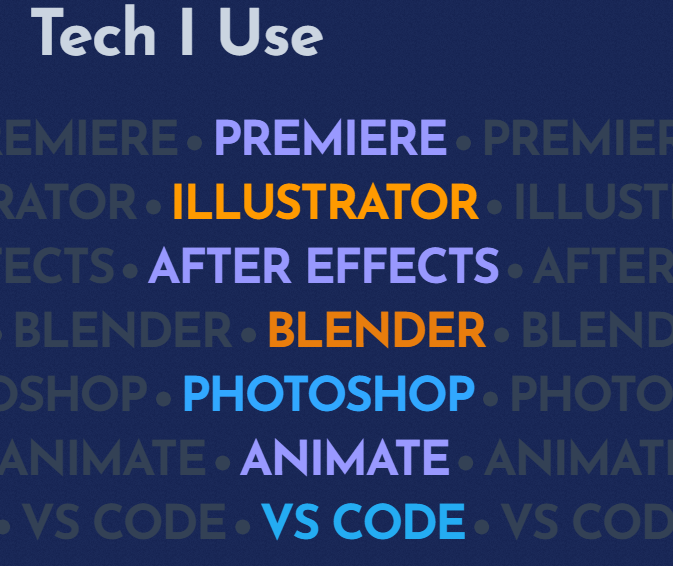 Tech I Use
EMIERE • PREMIERE • PREMIER
RATOR • ILLUSTRATOR • ILLUST
FECTS • AFTER EFFECTS • AFTER
• BLENDER • BLENDER • BLEND
OSHOP • PHOTOSHOP • PHOTO
ANIMATE • ANIMATE • ANIMAT
• VS CODE • VS CODE • VS COD